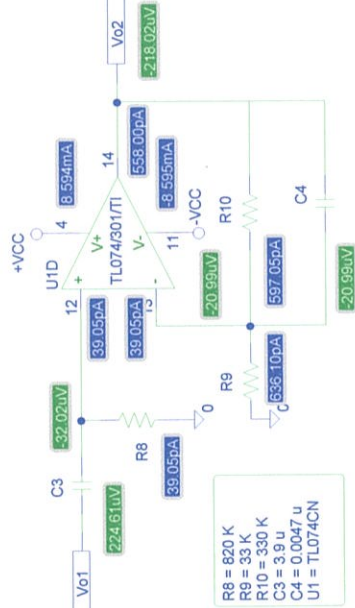 Vo1
224.61uV
C3
-32.02uV
R8
39.05pA
0
12
39.05pA
39.05pA
+
-
U1D
+VCC
4
8.594mA
V+
TL074/301/TI
V-
11
-VCC
-8.595mA
14
558.00pA
Vo2
-218.02uV
-20.99uV
R9
636.10pA
0
R10
597.05pA
C4
-20.99uV
R8 = 820 K
R9 = 33 K
R10 = 330 K
C3 = 3.9 u
C4 = 0.0047 u
U1 = TL074CN